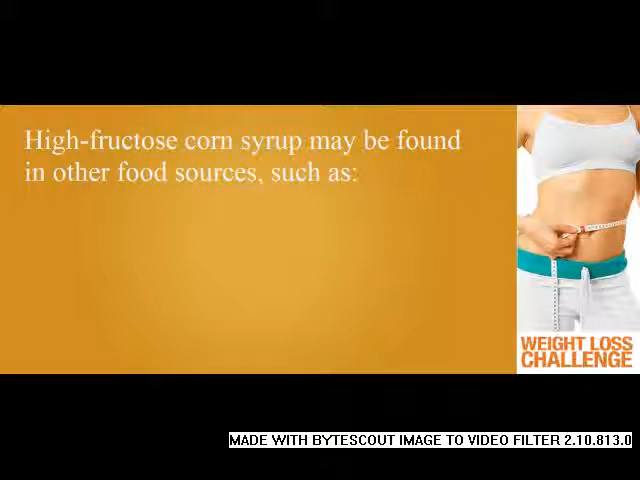 High-fructose corn syrup may be found
in other food sources, such as:
WEIGHT LOSS
CHALLENGE
MADE WITH BYTESCOUT IMAGE TO VIDEO FILTER 2.10.813.0